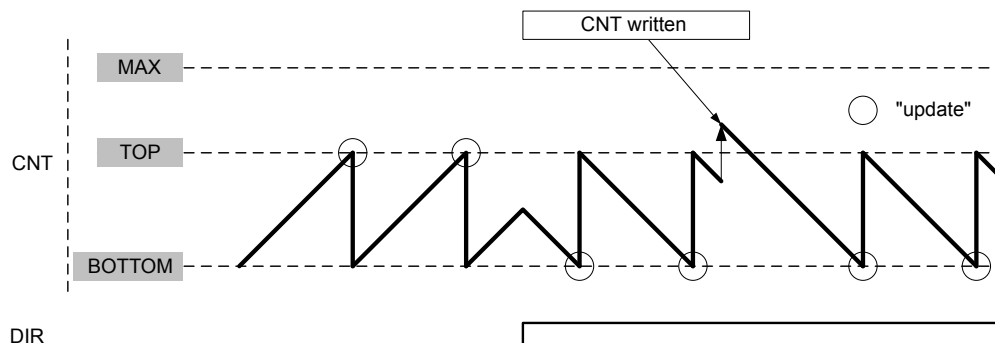 CNT written
MAX
"update"
TOP
CNT
BOTTOM
DIR